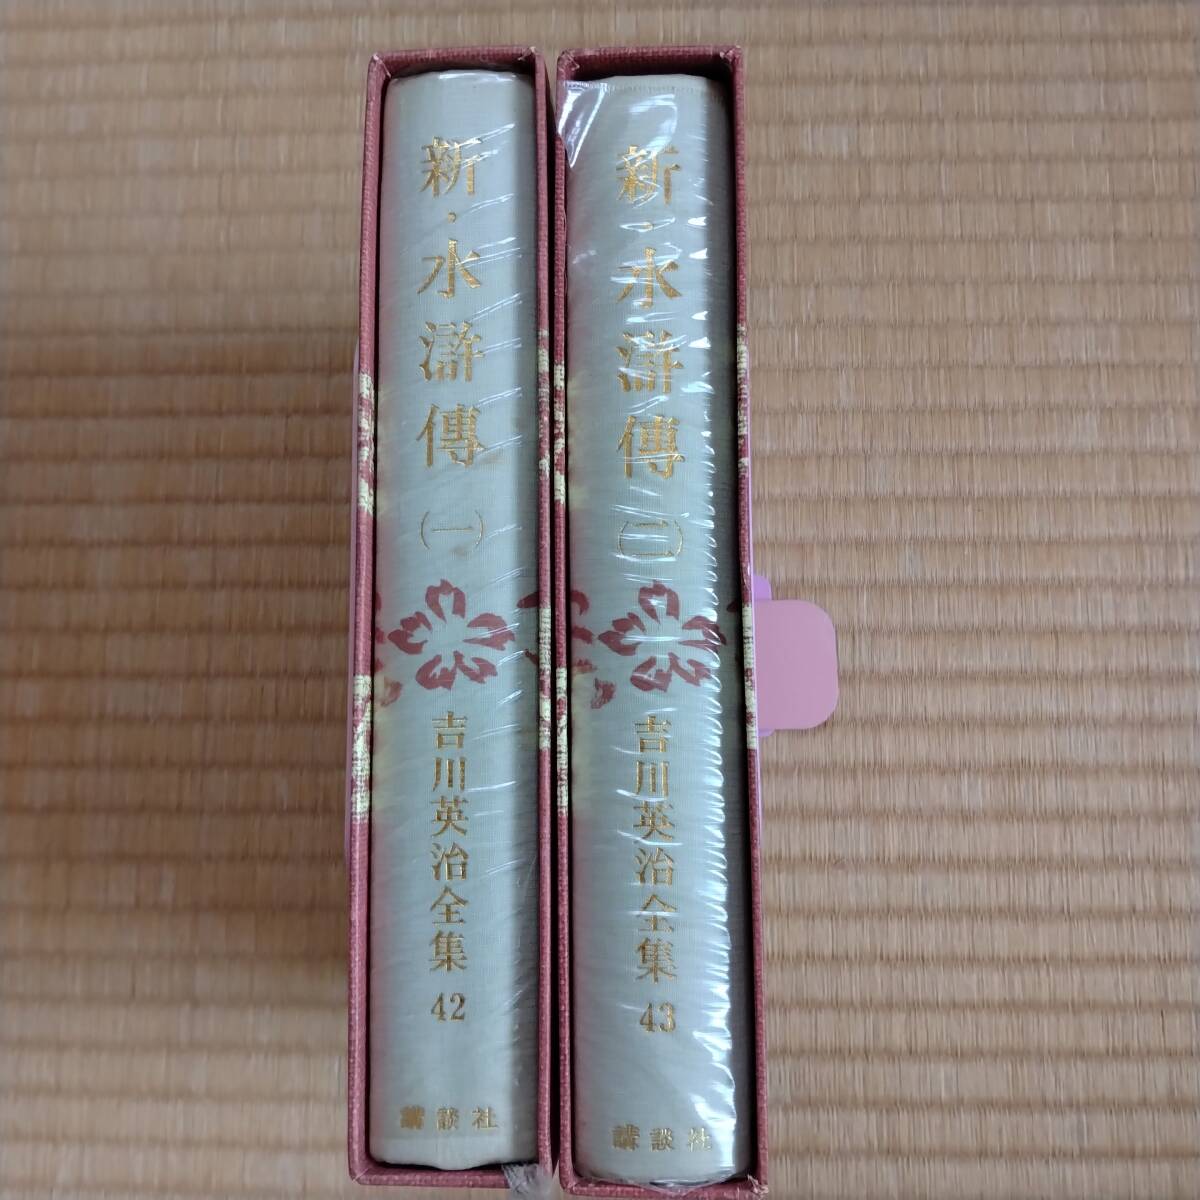 新・水滸傳
(一)
吉川英治全集
42
講談社
新・水滸傳
(二)
吉川英治全集
43
講談社